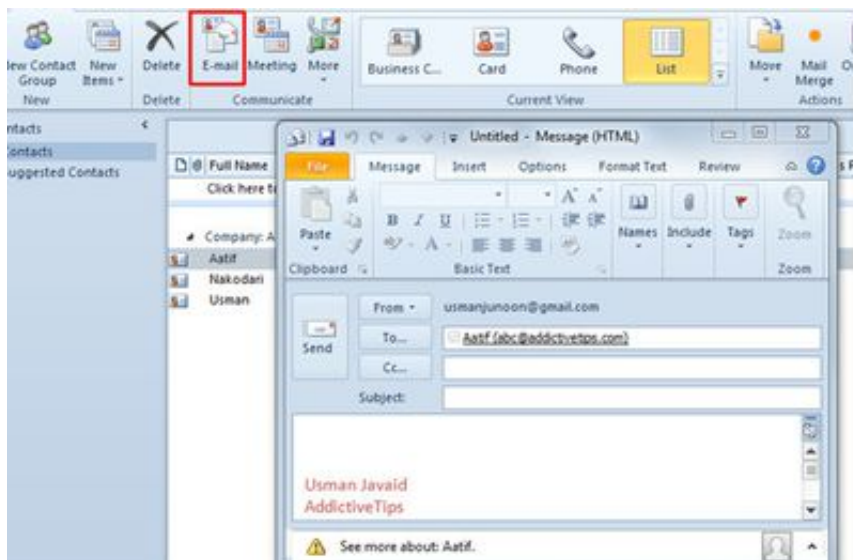 New Contact Group
New Items
Delete
E-mail
Meeting
More
Business C...
Card
Phone
List
Move
Mail Merge
New
Delete
Communicate
Current View
Actions
ntacts
ontacts
uggested Contacts
Full Name
Click here t
Company: A
Aatif
Nakodari
Usman
Untitled - Message (HTML)
File
Message
Insert
Options
Format Text
Review
Paste
B I U
A
Names
Include
Tags
Zoom
Clipboard
Basic Text
Zoom
Send
From
usmanjunoon@gmail.com
To...
Aatif (abc@addictivetips.com)
Cc...
Subject:
Usman Javaid
AddictiveTips
See more about: Aatif.